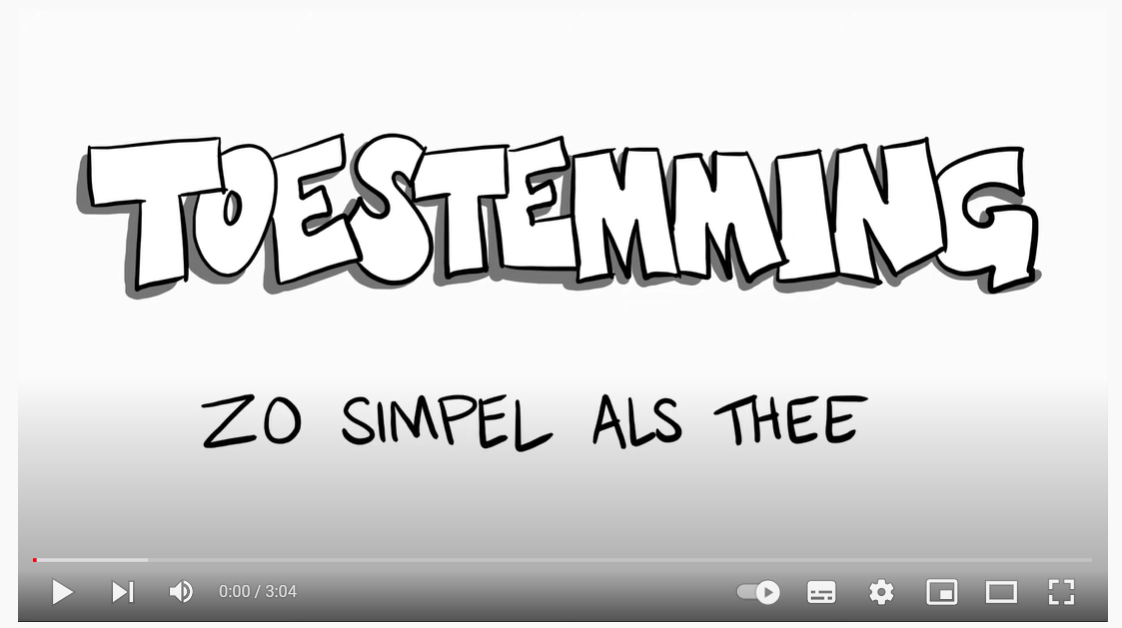 TOESTEMMING
ZO SIMPEL ALS THEE
0:00 / 3:04